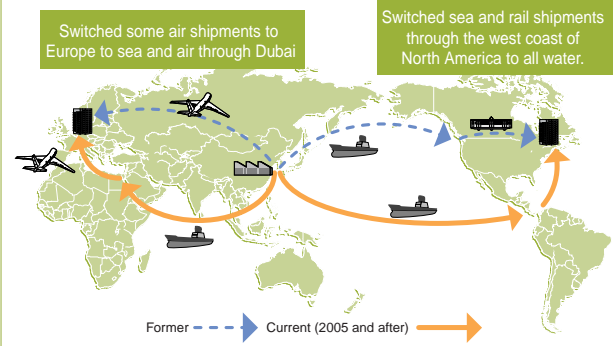 Switched some air shipments to
Europe to sea and air through Dubai
Switched sea and rail shipments
through the west coast of
North America to all water.
Former
Current (2005 and after)